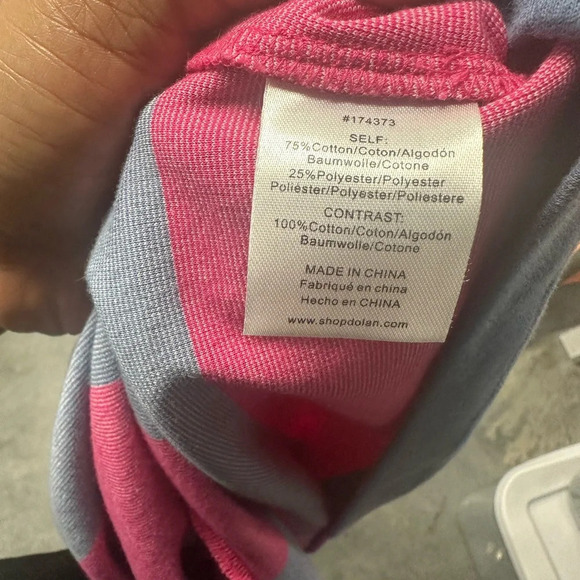 #174373
SELF:
75%Cotton/Coton/Algodón
Baumwolle/Cotone
25%Polyester/Polyester
Poliéster/Polyester/Poliestere
CONTRAST:
100%Cotton/Coton/Algodón
Baumwolle/Cotone
MADE IN CHINA
Fabriqué en china
Hecho en CHINA
www.shopdolan.com